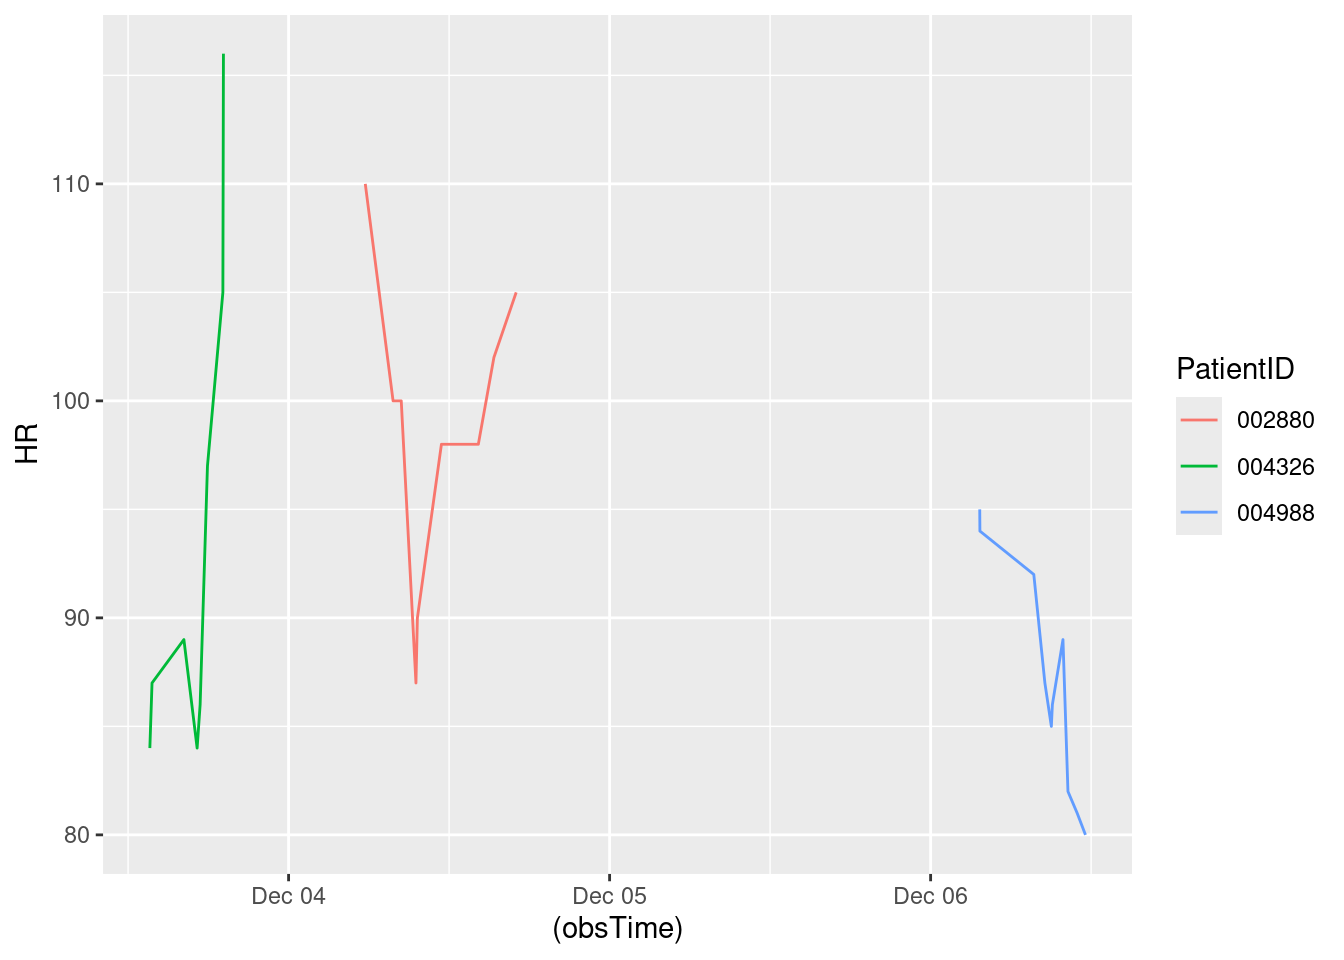 110
100
90
80
HR
Dec 04
Dec 05
Dec 06
(obsTime)
PatientID
002880
004326
004988